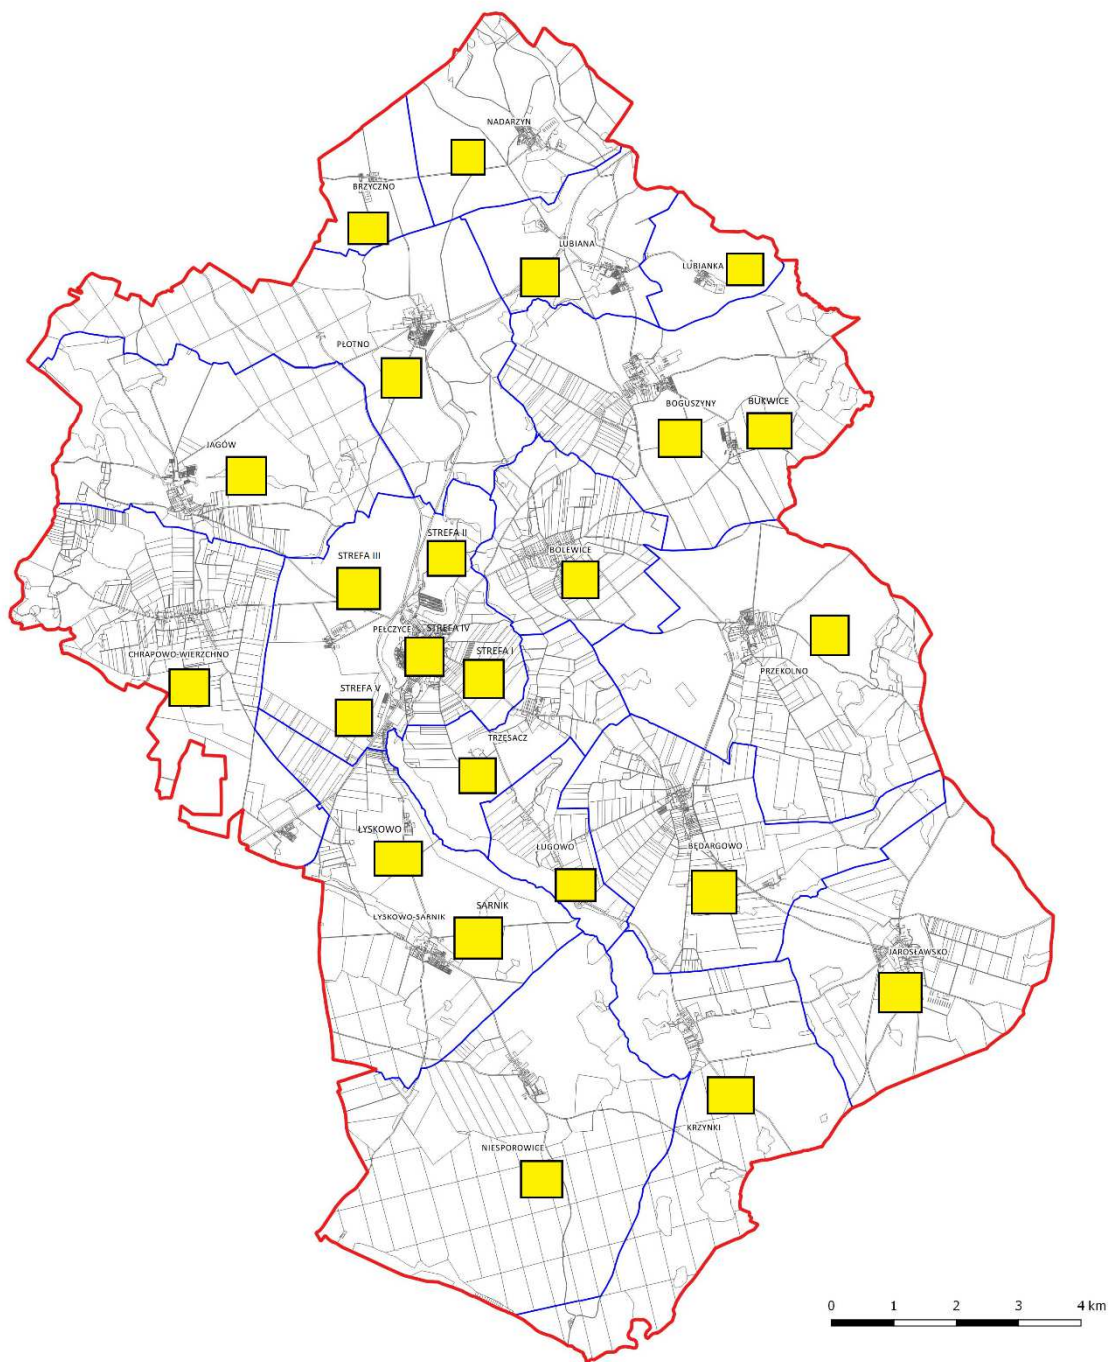 NADARZYN
BRZYCZNO
LUBIANA
LUBIANKA
PŁOTNO
BOGUSZYNY
BUKWICE
JAGÓW
STREFA II
STREFA III
BOLEWICE
PEŁCZYCE
STREFA IV
STREFA I
CHRAPOWO-WIERZCHNO
PRZEKOLNO
STREFA V
TRZĘSACZ
ŁYSKOWO
ŁUGOWO
BĘDARGOWO
SARNIK
ŁYSKOWO-SARNIK
JAROSŁAWSKO
KRZYNKI
NIESPOROWICE
0 1 2 3 4 km